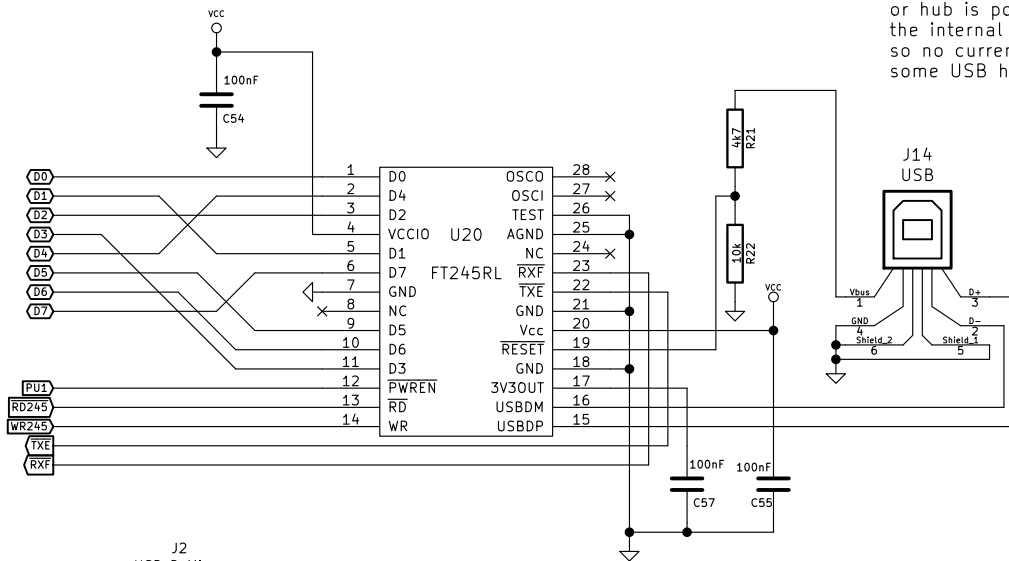 or hub is po
the internal
so no curren
some USB h
VCC
100nF
C54
4k7
R21
10k
R22
J14
USB
Vbus
1
GND
4
Shield_2
6
D+
3
D-
2
Shield_1
5
D0
D1
D2
D3
D4
D5
D6
D7
PU1
RD245
WR245
TXE
RXF
1 D0
2 D4
3 D2
4 VCCIO
5 D1
6 D7
7 GND
8 NC
9 D5
10 D6
11 D3
12 PWREN
13 RD
14 WR
U20
FT245RL
OSCO 28
OSCI 27
TEST 26
AGND 25
NC 24
RXF 23
TXE 22
GND 21
Vcc 20
RESET 19
GND 18
3V3OUT 17
USBDM 16
USBDP 15
VCC
100nF
C57
100nF
C55
J2